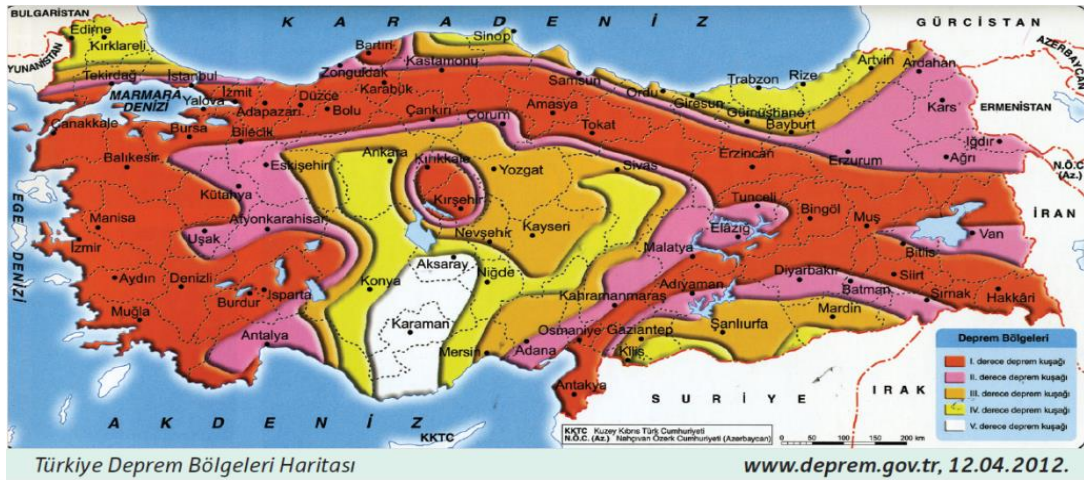 BULGARİSTAN
K A R A D E N İ Z
GÜRCİSTAN
AZERBAYCAN
YUNANİSTAN
Edirne
Kırklareli
Tekirdağ
İstanbul
MARMARA
DENİZİ
Yalova
İzmit
Adapazarı
Düzce
Bolu
Zonguldak
Bartın
Karabük
Kastamonu
Sinop
Samsun
Ordu
Giresun
Trabzon
Rize
Artvin
Ardahan
Gümüşhane
Bayburt
Kars
ERMENİSTAN
Iğdır
Ağrı
N.Ö.C.
(Az.)
Çanakkale
Bursa
Bilecik
Çankırı
Çorum
Amasya
Tokat
Erzincan
Erzurum
Balıkesir
Eskişehir
Ankara
Kırıkkale
Yozgat
Sivas
Kütahya
Kırşehir
Tunceli
Bingöl
Muş
İRAN
EGE DENİZİ
Manisa
Afyonkarahisar
Uşak
İzmir
Nevşehir
Kayseri
Elazığ
Malatya
Van
Bitlis
Aksaray
Niğde
Aydın
Denizli
Konya
Isparta
Burdur
Diyarbakır
Batman
Siirt
Adıyaman
Kahramanmaraş
Şırnak
Hakkâri
Muğla
Antalya
Karaman
Mersin
Adana
Osmaniye
Gaziantep
Şanlıurfa
Mardin
Kilis
Antakya
Deprem Bölgeleri
I. derece deprem kuşağı
II. derece deprem kuşağı
III. derece deprem kuşağı
IV. derece deprem kuşağı
V. derece deprem kuşağı
S U R İ Y E
I R A K
A K D E N İ Z
KKTC
KKTC Kuzey Kıbrıs Türk Cumhuriyeti
N.Ö.C. (Az.) Nahçıvan Özerk Cumhuriyeti (Azerbaycan)
0 50 100 150 200 km
Türkiye Deprem Bölgeleri Haritası
www.deprem.gov.tr, 12.04.2012.